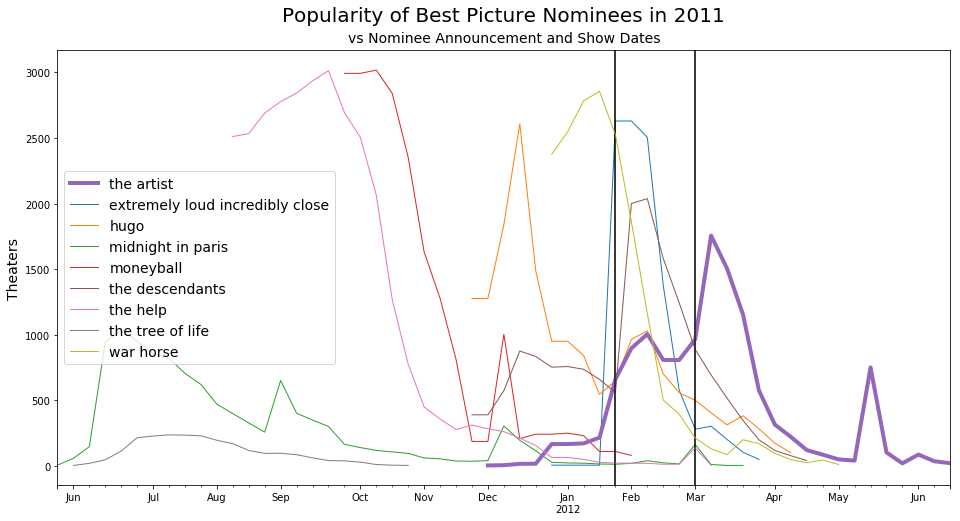 Popularity of Best Picture Nominees in 2011
vs Nominee Announcement and Show Dates
Theaters
3000
2500
2000
1500
1000
500
0
the artist
extremely loud incredibly close
hugo
midnight in paris
moneyball
the descendants
the help
the tree of life
war horse
Jun Jul Aug Sep Oct Nov Dec Jan Feb Mar Apr May Jun
2012